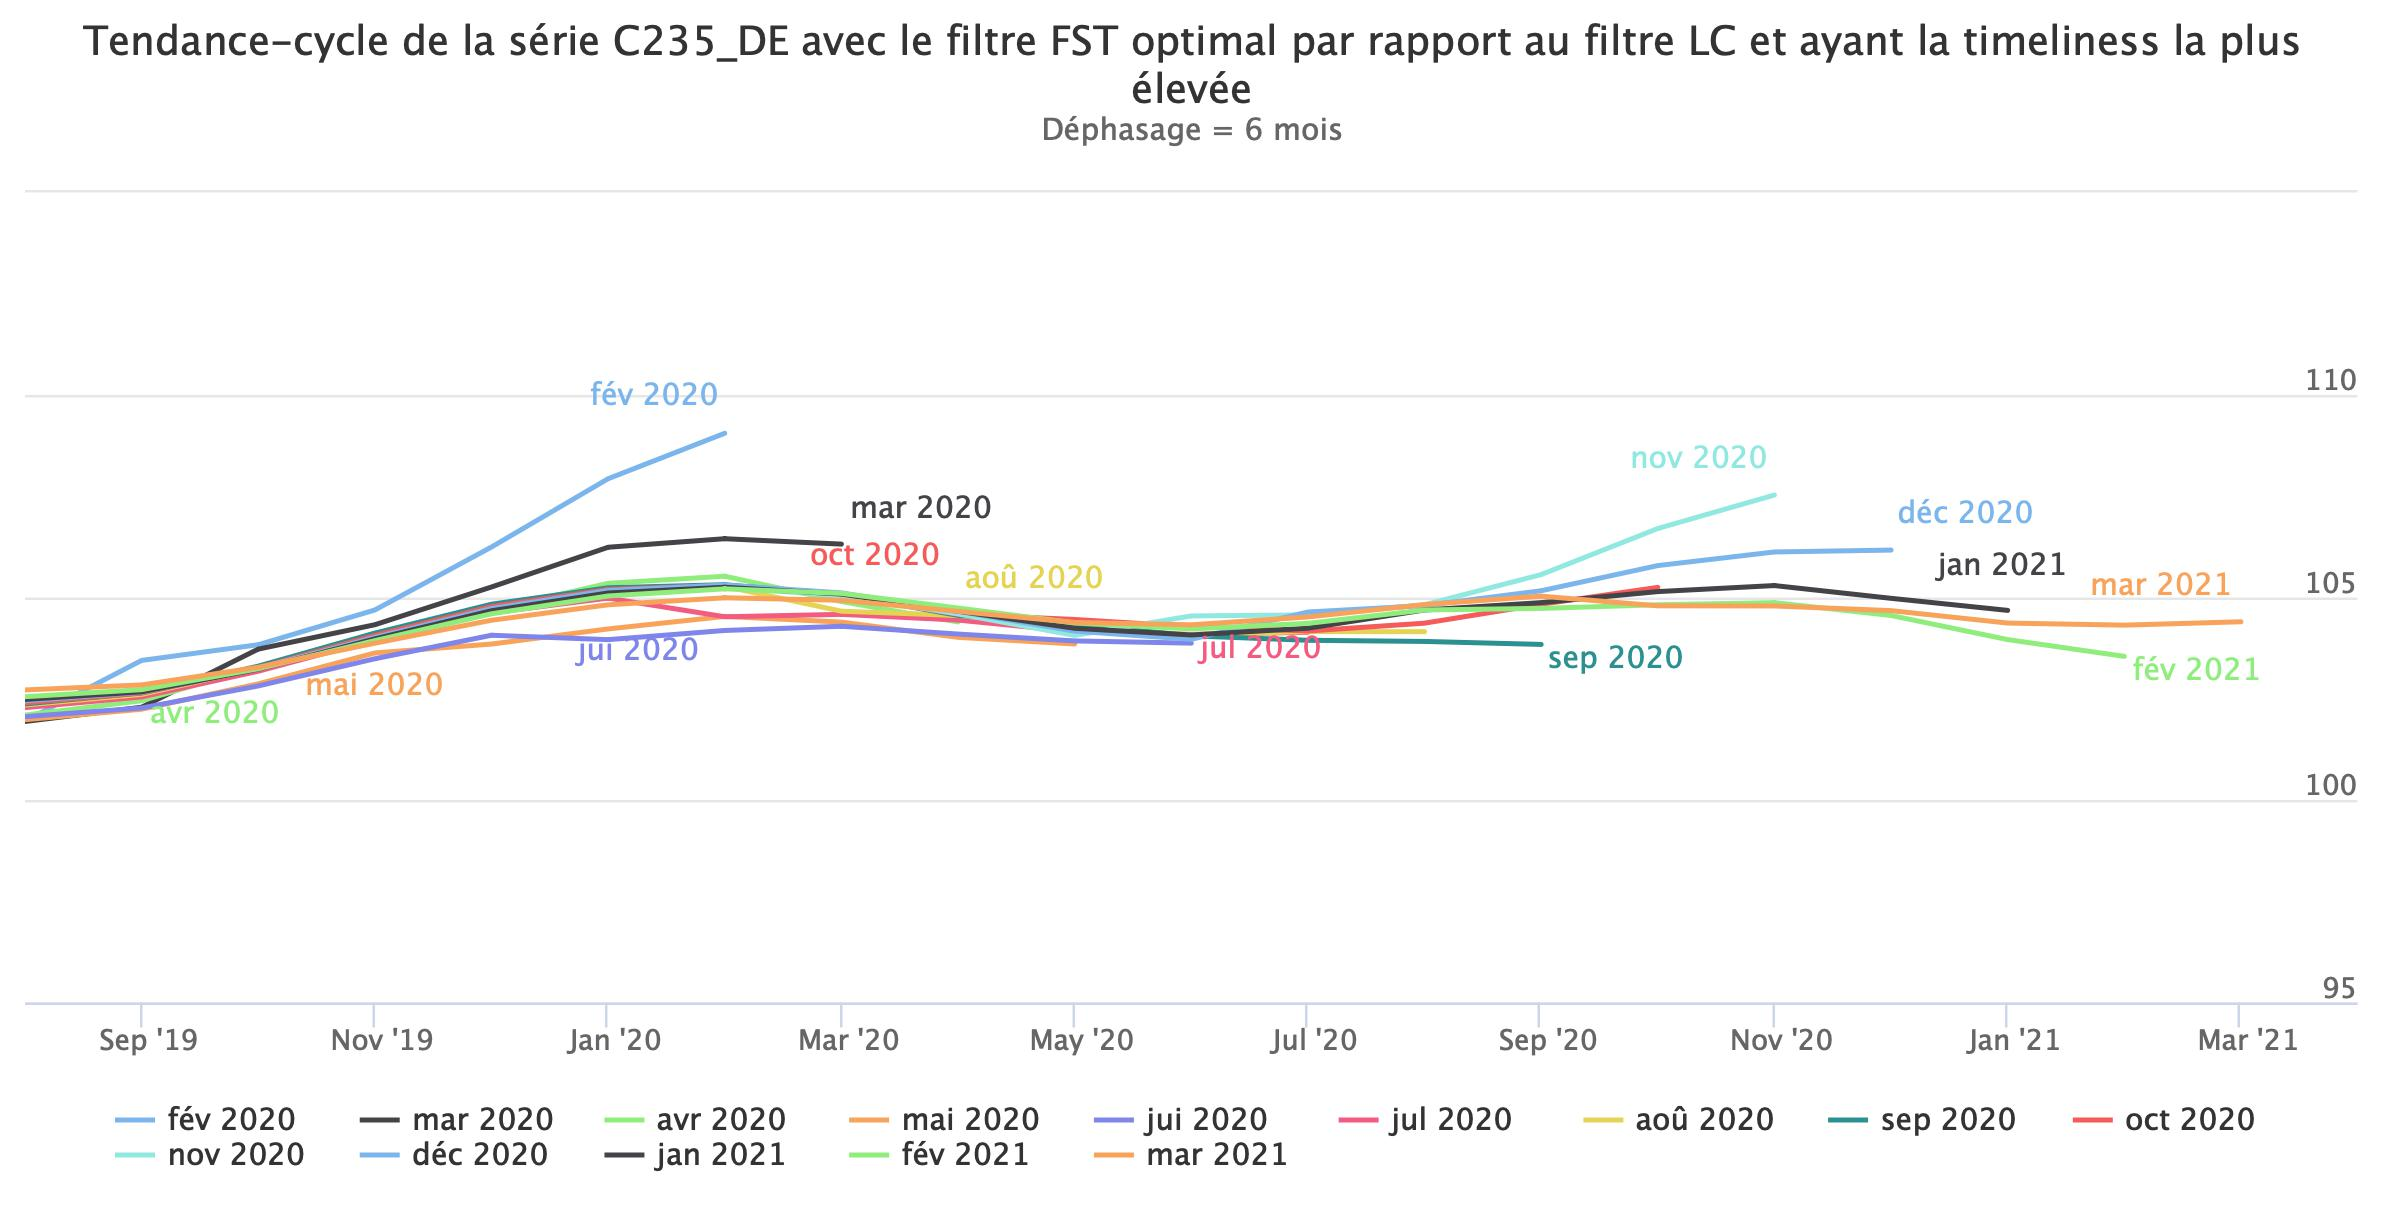 Tendance-cycle de la série C235_DE avec le filtre FST optimal par rapport au filtre LC et ayant la timeliness la plus
élevée
Déphasage = 6 mois
110
fév 2020
nov 2020
mar 2020
déc 2020
oct 2020
jan 2021
aoû 2020
mar 2021
105
jui 2020
jul 2020
sep 2020
fév 2021
mai 2020
avr 2020
100
95
Sep '19 Nov '19 Jan '20 Mar '20 May '20 Jul '20 Sep '20 Nov '20 Jan '21 Mar '21
fév 2020 mar 2020 avr 2020 mai 2020 jui 2020 jul 2020 aoû 2020 sep 2020 oct 2020
nov 2020 déc 2020 jan 2021 fév 2021 mar 2021